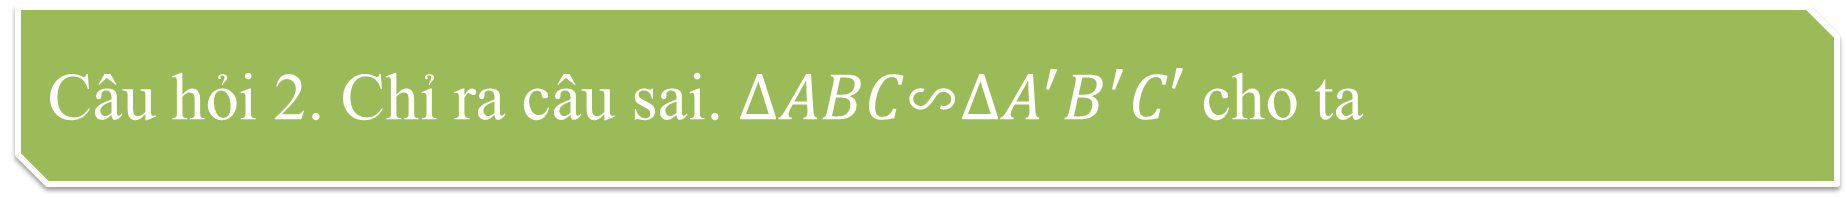 Câu hỏi 2. Chỉ ra câu sai. ΔABC∽ΔA′B′C′ cho ta